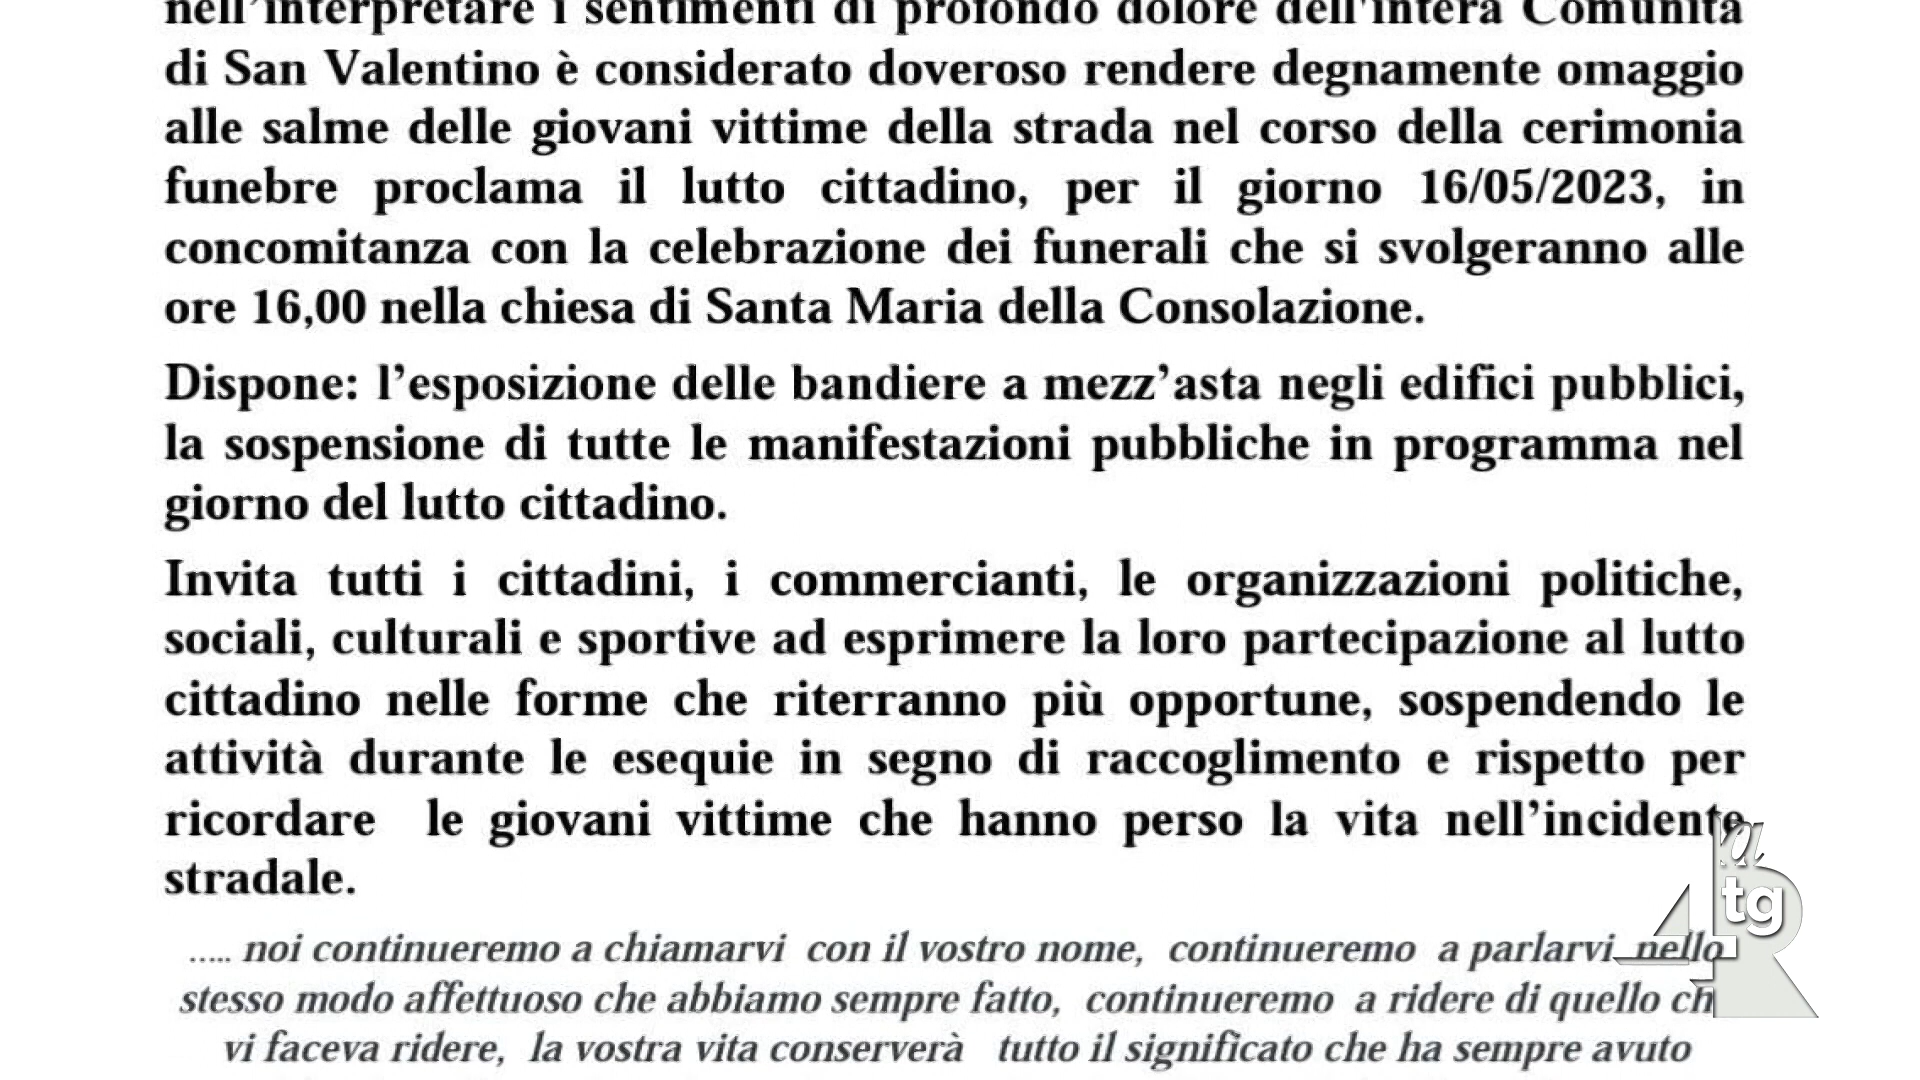 nell'interpretare i sentimenti di profondo dolore dell'intera Comunità
di San Valentino è considerato doveroso rendere degnamente omaggio
alle salme delle giovani vittime della strada nel corso della cerimonia
funebre proclama il lutto cittadino, per il giorno 16/05/2023, in
concomitanza con la celebrazione dei funerali che si svolgeranno alle
ore 16,00 nella chiesa di Santa Maria della Consolazione.
Dispone: l’esposizione delle bandiere a mezz’asta negli edifici pubblici,
la sospensione di tutte le manifestazioni pubbliche in programma nel
giorno del lutto cittadino.
Invita tutti i cittadini, i commercianti, le organizzazioni politiche,
sociali, culturali e sportive ad esprimere la loro partecipazione al lutto
cittadino nelle forme che riterranno più opportune, sospendendo le
attività durante le esequie in segno di raccoglimento e rispetto per
ricordare le giovani vittime che hanno perso la vita nell’incidente
stradale.
..... noi continueremo a chiamarvi con il vostro nome, continueremo a parlarvi nello
stesso modo affettuoso che abbiamo sempre fatto, continueremo a ridere di quello ch
vi faceva ridere, la vostra vita conserverà tutto il significato che ha sempre avuto
la
tg
4R